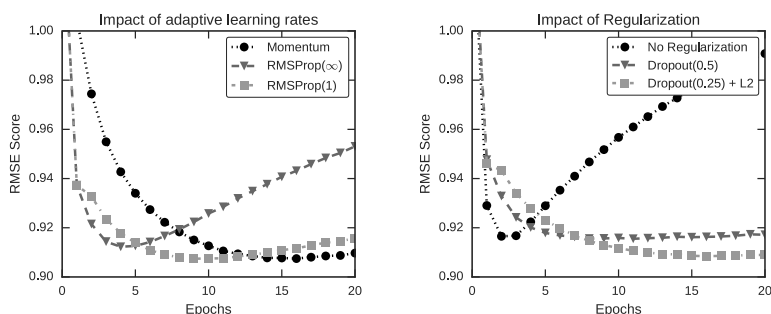 Impact of adaptive learning rates
1.00
0.98
0.96
0.94
0.92
0.90
RMSE Score
Momentum
RMSProp(∞)
RMSProp(1)
0 5 10 15 20
Epochs
Impact of Regularization
1.00
0.98
0.96
0.94
0.92
0.90
RMSE Score
No Regularization
Dropout(0.5)
Dropout(0.25) + L2
0 5 10 15 20
Epochs